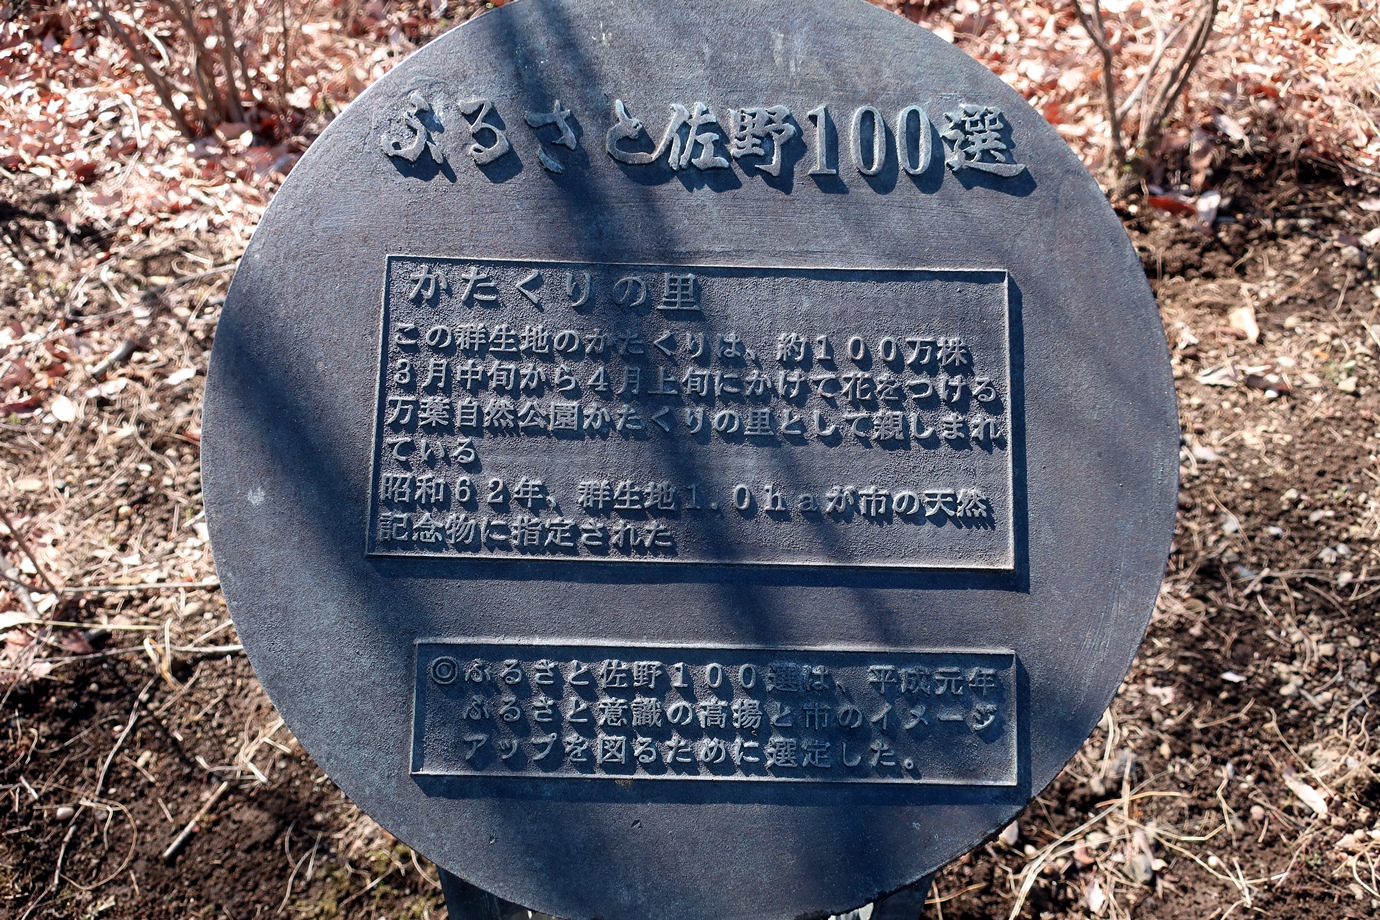 ふるさと佐野100選
かたくりの里
この群生地のかたくりは、約１００万株
３月中旬から４月上旬にかけて花をつける
万葉自然公園かたくりの里として親しまれ
ている
昭和６２年、群生地１.０ｈａが市の天然
記念物に指定された
◎ふるさと佐野１００選は、平成元年
ふるさと意識の高揚と市のイメージ
アップを図るために選定した。